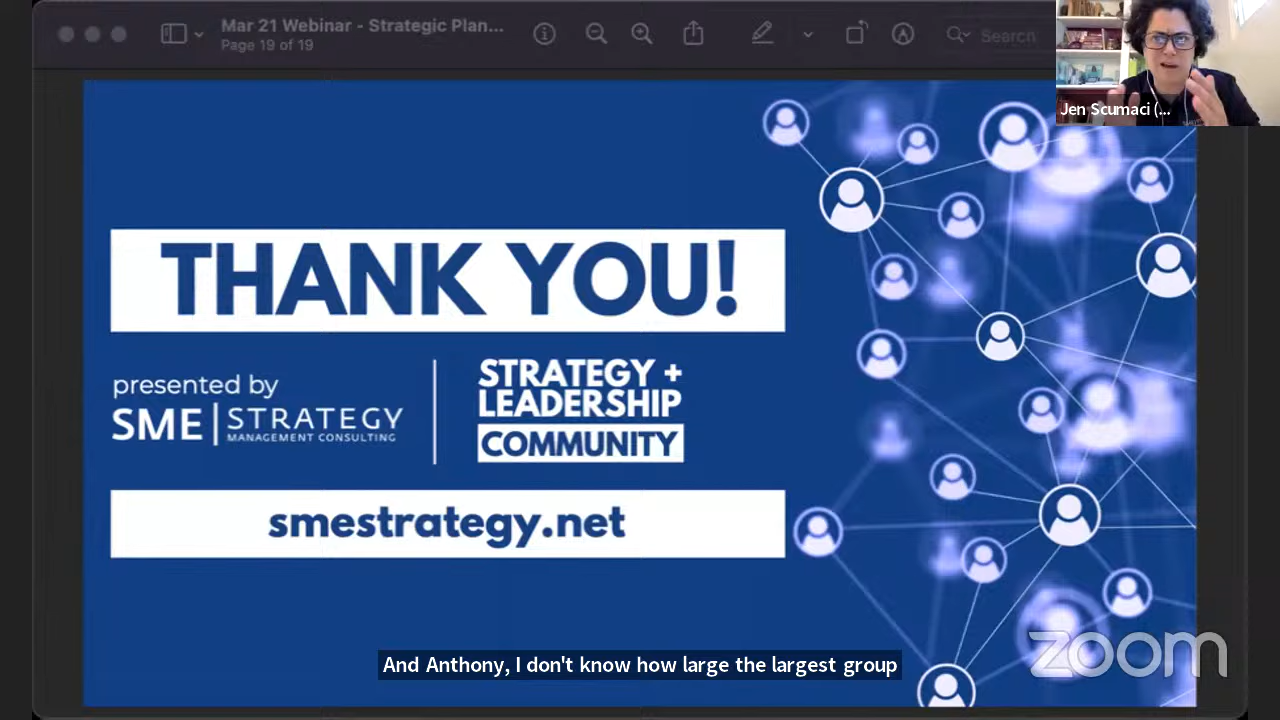 Mar 21 Webinar - Strategic Plan...
Page 19 of 19
Search
Jen Scumaci (...
THANK YOU!
presented by
SME | STRATEGY
MANAGEMENT CONSULTING
STRATEGY +
LEADERSHIP
COMMUNITY
smestrategy.net
And Anthony, I don't know how large the largest group
zoom